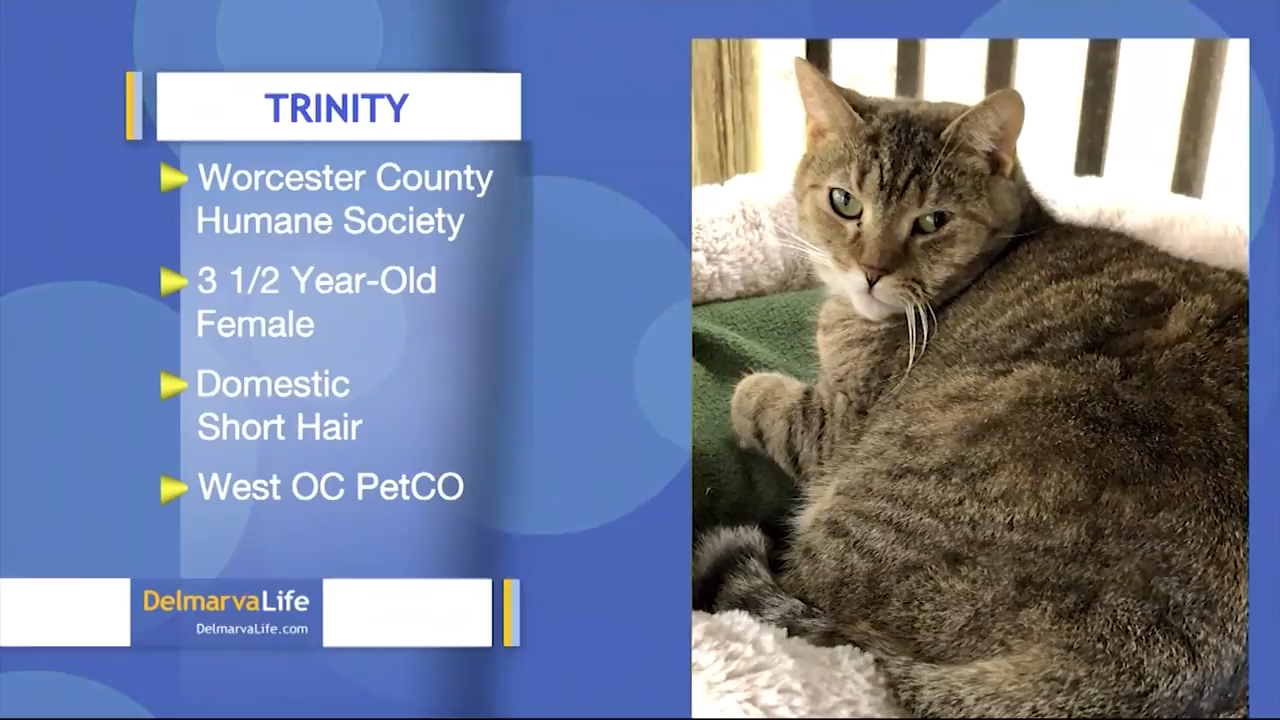 TRINITY
Worcester County
Humane Society
3 1/2 Year-Old
Female
Domestic
Short Hair
West OC PetCO
DelmarvaLife
DelmarvaLife.com